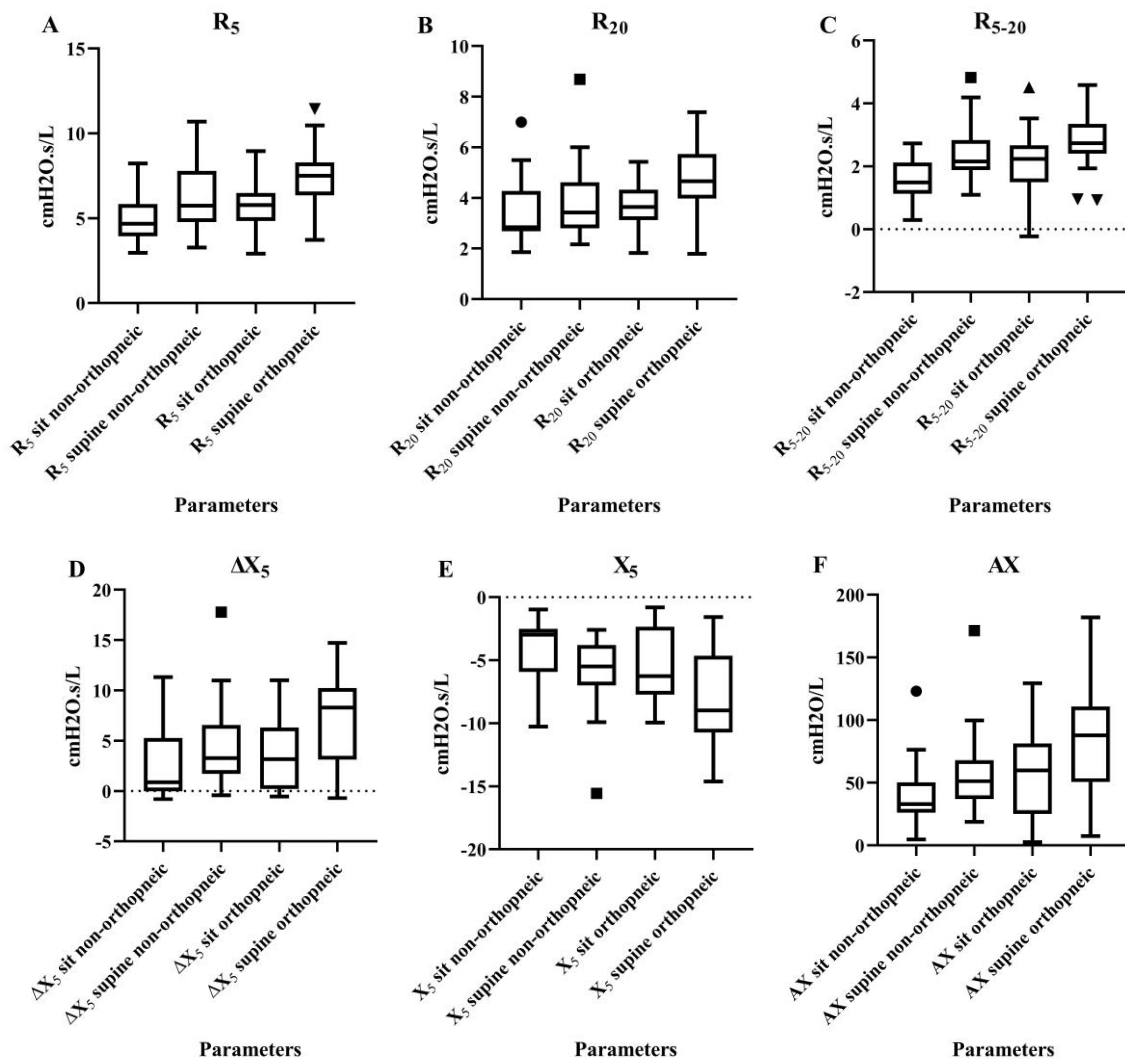 A
R5
cmH2O.s/L
15
10
5
0
R5 sit non-orthopneic
R5 supine non-orthopneic
R5 sit orthopneic
R5 supine orthopneic
Parameters
B
R20
cmH2O.s/L
10
8
6
4
2
0
R20 sit non-orthopneic
R20 supine non-orthopneic
R20 sit orthopneic
R20 supine orthopneic
Parameters
C
R5-20
cmH2O.s/L
6
4
2
0
-2
R5-20 sit non-orthopneic
R5-20 supine non-orthopneic
R5-20 sit orthopneic
R5-20 supine orthopneic
Parameters
D
ΔX5
cmH2O.s/L
20
15
10
5
0
-5
ΔX5 sit non-orthopneic
ΔX5 supine non-orthopneic
ΔX5 sit orthopneic
ΔX5 supine orthopneic
Parameters
E
X5
cmH2O.s/L
0
-5
-10
-15
-20
X5 sit non-orthopneic
X5 supine non-orthopneic
X5 sit orthopneic
X5 supine orthopneic
Parameters
F
AX
cmH2O/L
200
150
100
50
0
AX sit non-orthopneic
AX supine non-orthopneic
AX sit orthopneic
AX supine orthopneic
Parameters